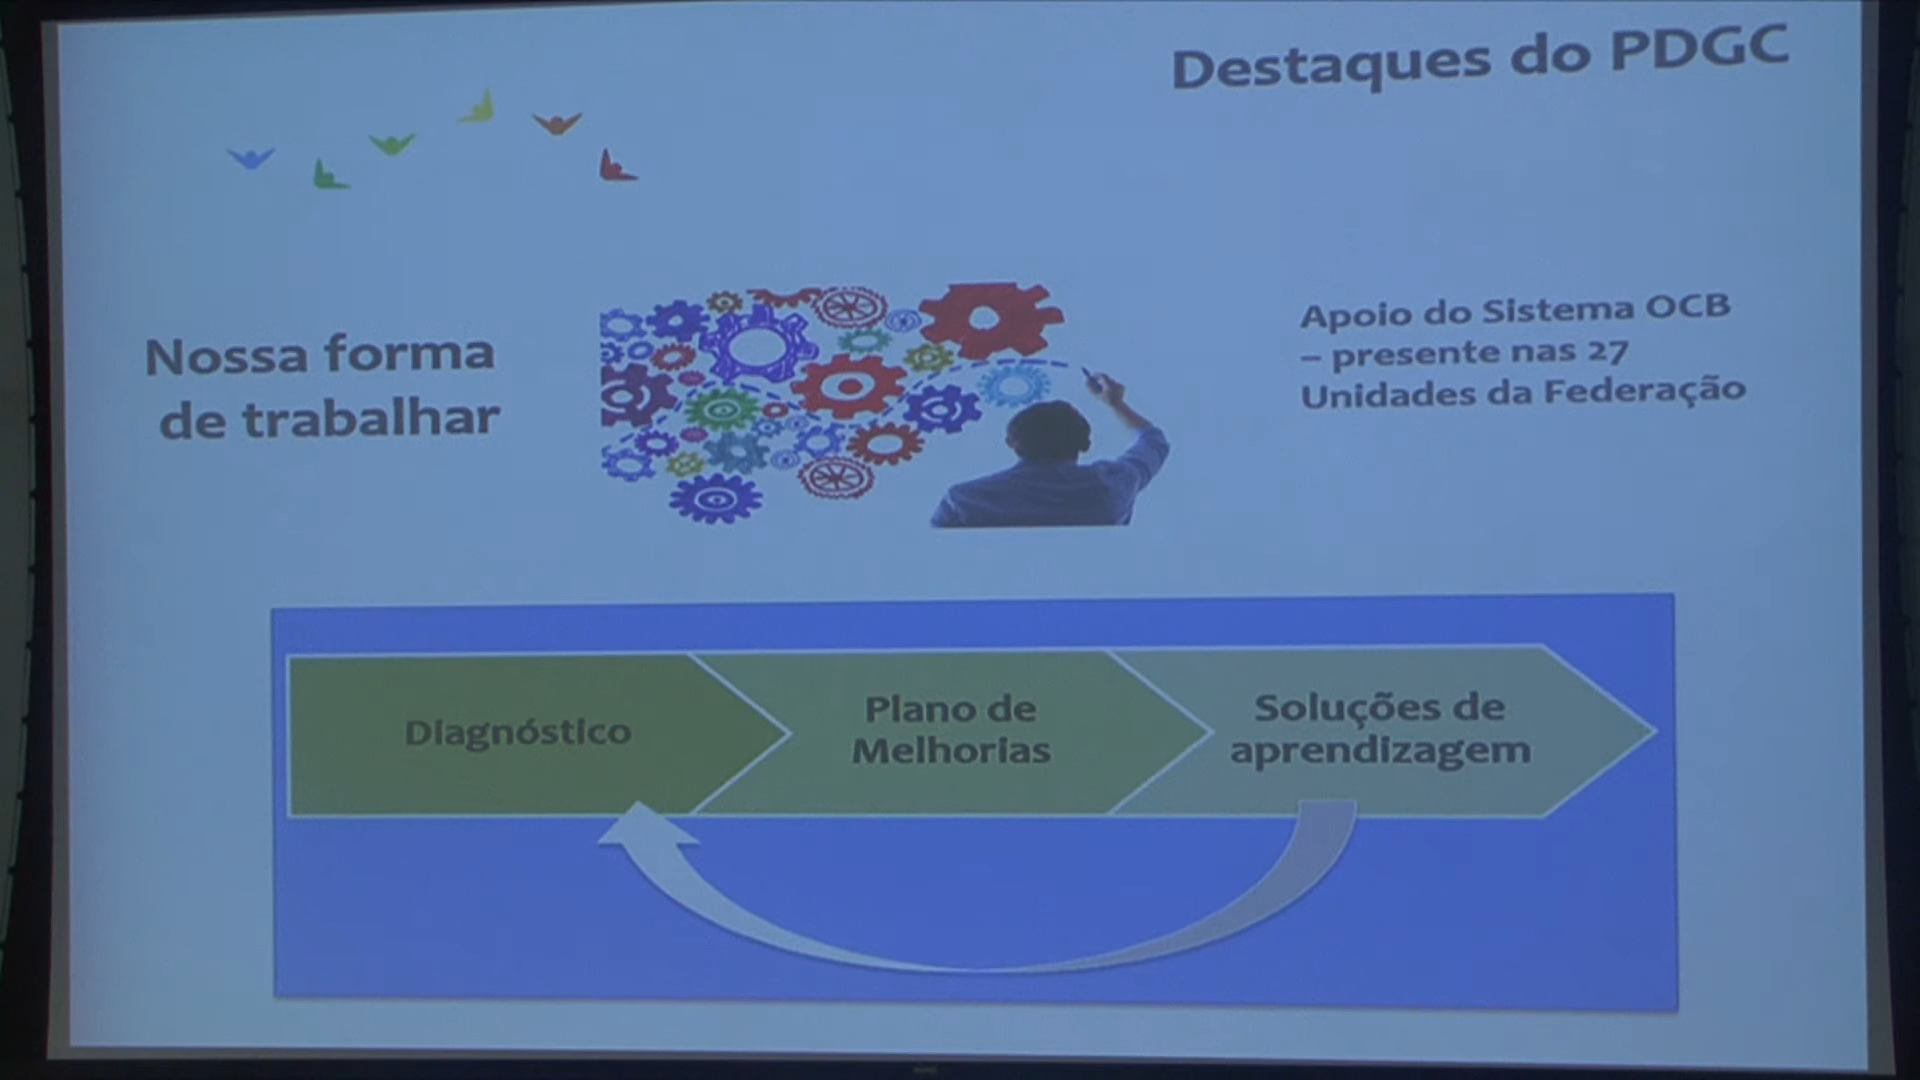 Destaques do PDGC
Nossa forma
de trabalhar
Apoio do Sistema OCB
– presente nas 27
Unidades da Federação
Diagnóstico
Plano de
Melhorias
Soluções de
aprendizagem